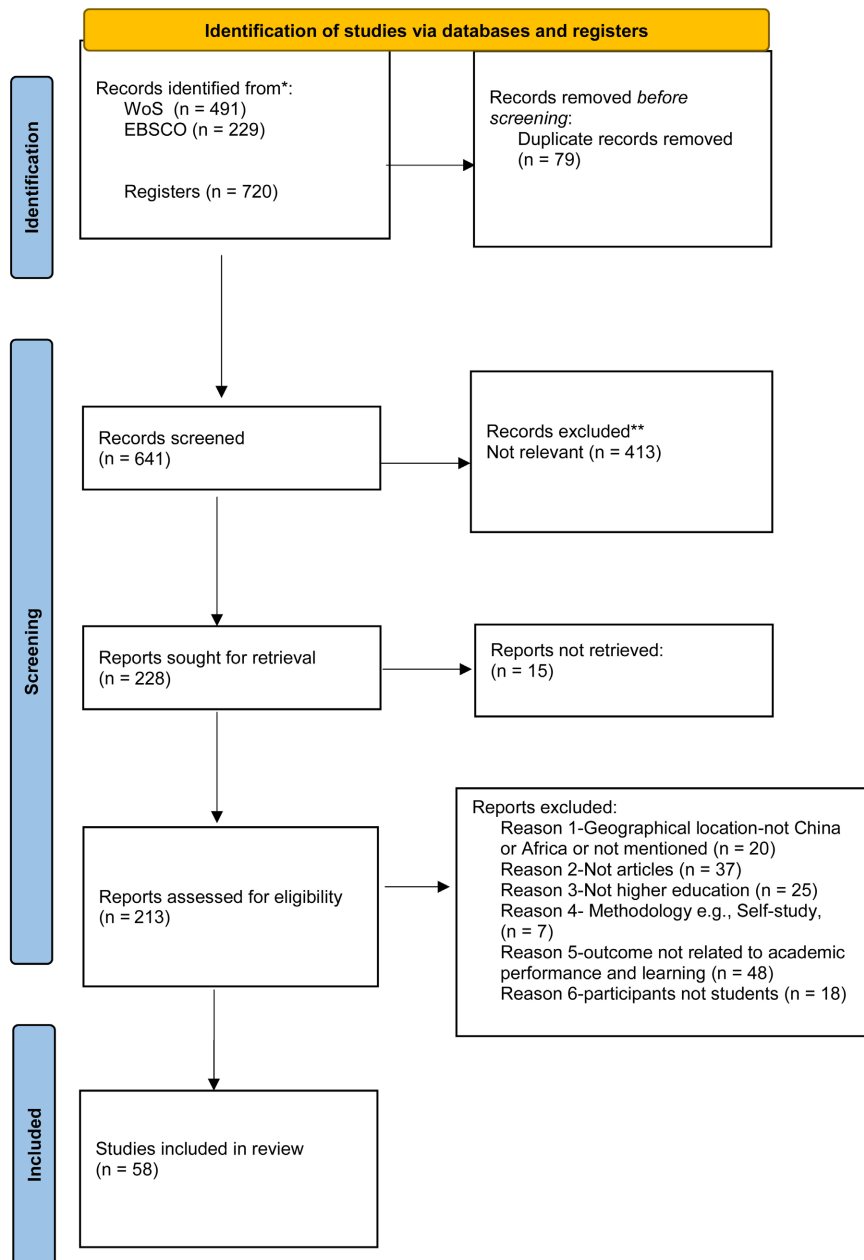 Identification of studies via databases and registers
Identification
Records identified from*:
WoS  (n = 491)
EBSCO (n = 229)
Registers (n = 720)
Records removed before
screening:
Duplicate records removed
(n = 79)
Screening
Records screened
(n = 641)
Records excluded**
Not relevant (n = 413)
Reports sought for retrieval
(n = 228)
Reports not retrieved:
(n = 15)
Reports assessed for eligibility
(n = 213)
Reports excluded:
Reason 1-Geographical location-not China
or Africa or not mentioned (n = 20)
Reason 2-Not articles (n = 37)
Reason 3-Not higher education (n = 25)
Reason 4- Methodology e.g., Self-study,
(n = 7)
Reason 5-outcome not related to academic
performance and learning (n = 48)
Reason 6-participants not students (n = 18)
Included
Studies included in review
(n = 58)